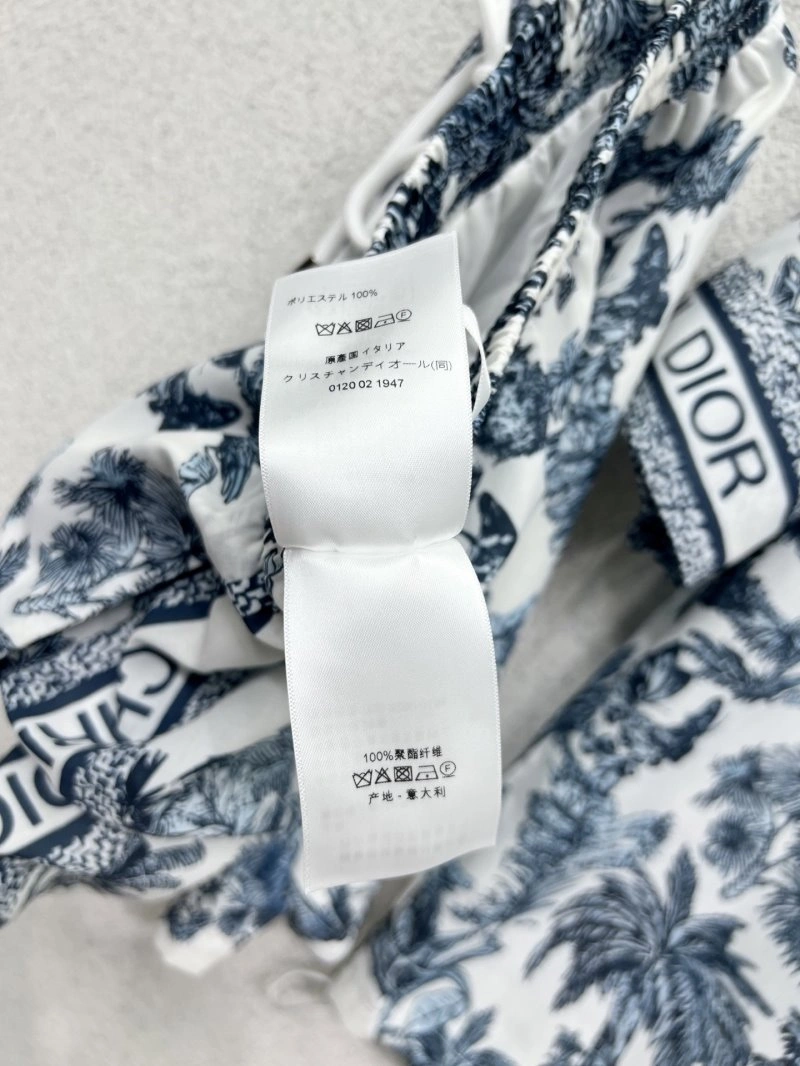 ポリエステル 100%
原産国イタリア
クリスチャンディオール(同)
0120 02 1947
100%聚酯纤维
产地 - 意大利
DIOR
CHRI
DIO